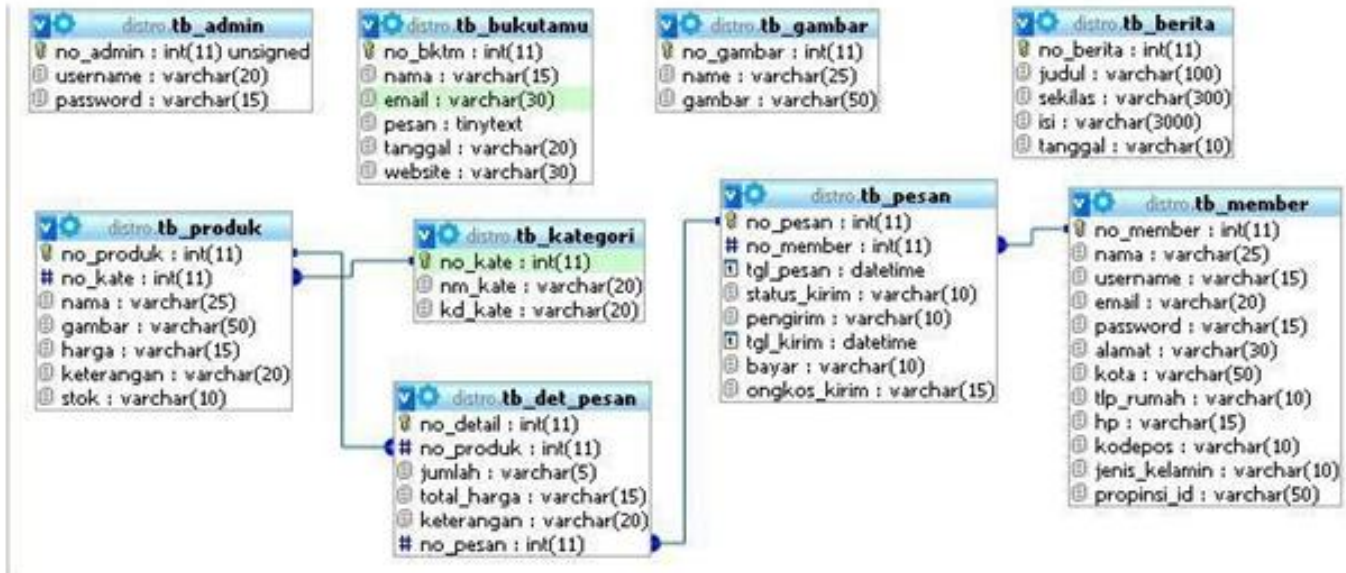 distro.tb_admin
no_admin : int(11) unsigned
username : varchar(20)
password : varchar(15)
distro.tb_bukutamu
no_bktm : int(11)
nama : varchar(15)
email : varchar(30)
pesan : tinytext
tanggal : varchar(20)
website : varchar(30)
distro.tb_gambar
no_gambar : int(11)
name : varchar(25)
gambar : varchar(50)
distro.tb_berita
no_berita : int(11)
judul : varchar(100)
sekilas : varchar(300)
isi : varchar(3000)
tanggal : varchar(10)
distro.tb_produk
no_produk : int(11)
# no_kate : int(11)
nama : varchar(25)
gambar : varchar(50)
harga : varchar(15)
keterangan : varchar(20)
stok : varchar(10)
distro.tb_kategori
no_kate : int(11)
nm_kate : varchar(20)
kd_kate : varchar(20)
distro.tb_det_pesan
no_detail : int(11)
# no_produk : int(11)
jumlah : varchar(5)
total_harga : varchar(15)
keterangan : varchar(20)
# no_pesan : int(11)
distro.tb_pesan
no_pesan : int(11)
# no_member : int(11)
tgl_pesan : datetime
status_kirim : varchar(10)
pengirim : varchar(10)
tgl_kirim : datetime
bayar : varchar(10)
ongkos_kirim : varchar(15)
distro.tb_member
no_member : int(11)
nama : varchar(25)
username : varchar(15)
email : varchar(20)
password : varchar(15)
alamat : varchar(30)
kota : varchar(50)
tlp_rumah : varchar(10)
hp : varchar(15)
kodepos : varchar(10)
jenis_kelamin : varchar(10)
propinsi_id : varchar(50)